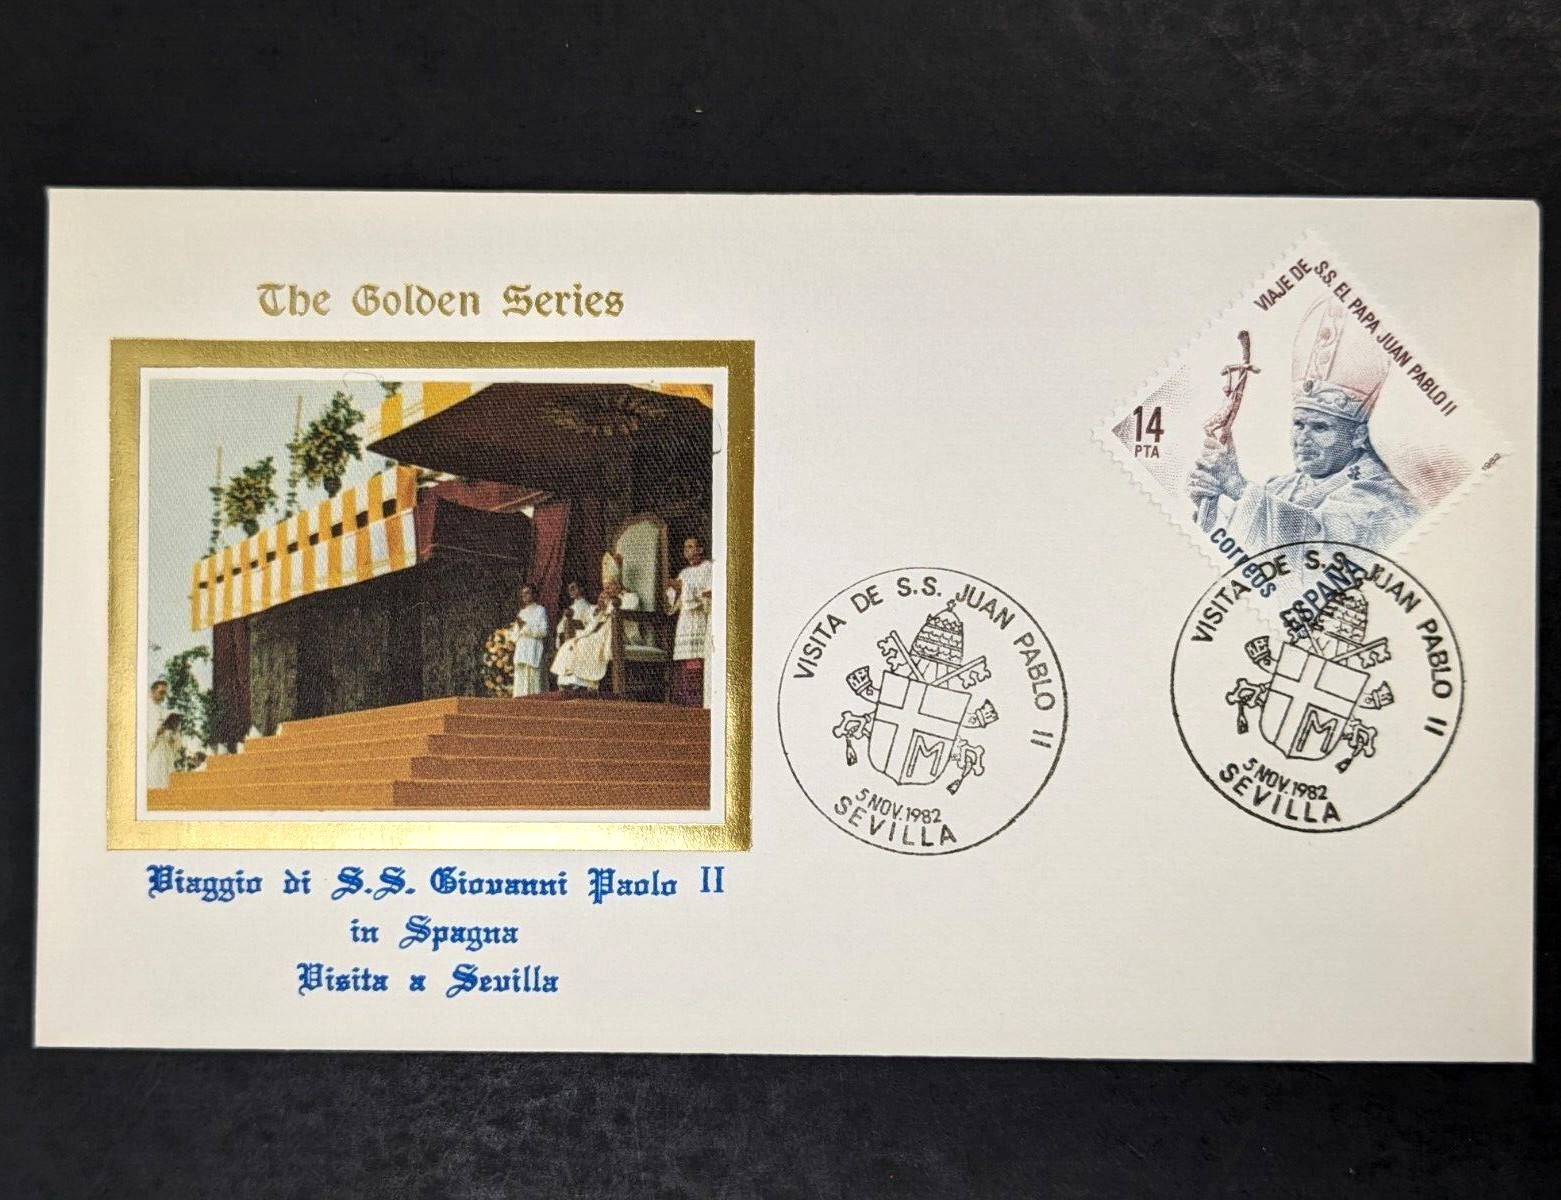 The Golden Series
Viaggio di S.S. Giovanni Paolo II
in Spagna
Visita a Sevilla
VISITA DE S.S. JUAN PABLO II
M
5 NOV. 1982
SEVILLA
VIAJE DE S.S. EL PAPA JUAN PABLO II
14
PTA
1982
correos ESPAÑA
VISITA DE S.S. JUAN PABLO II
M
5 NOV. 1982
SEVILLA